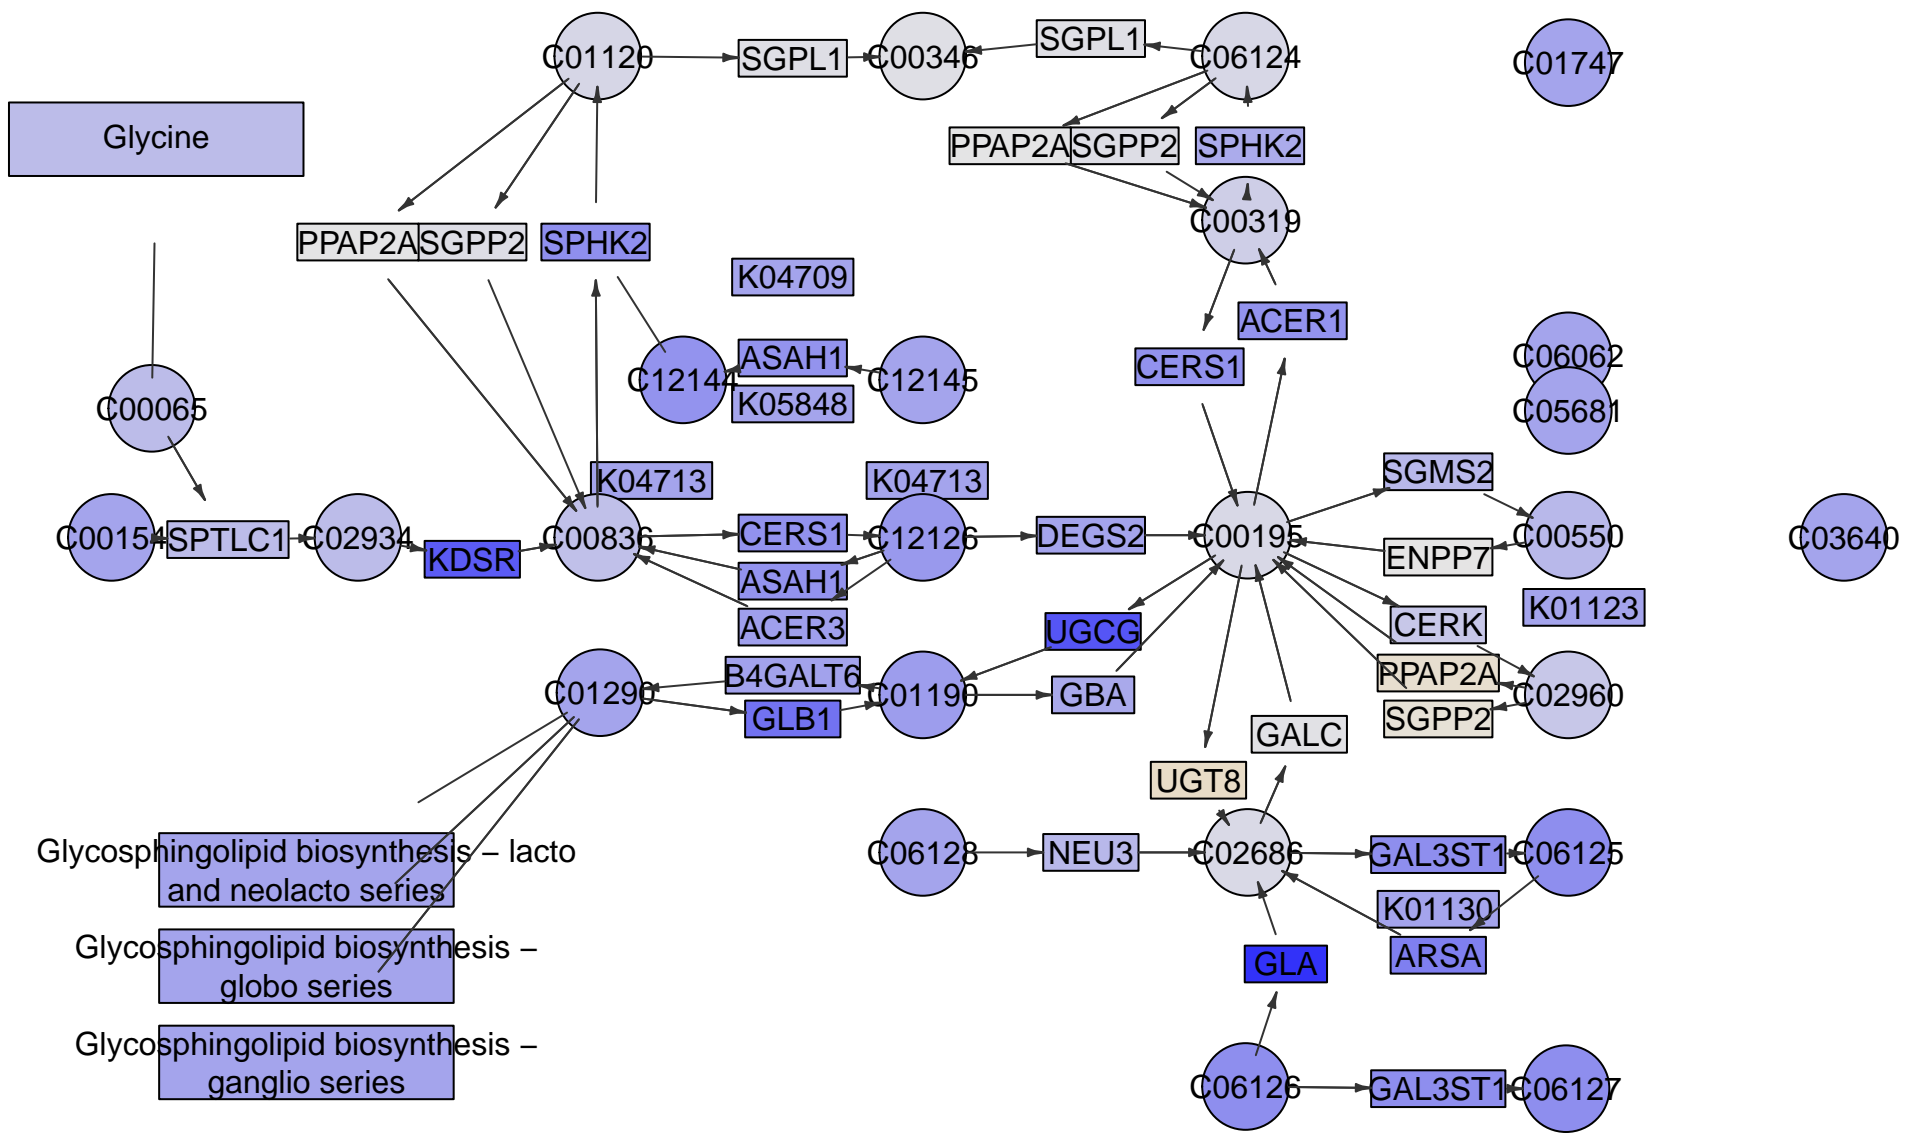 C01120
SGPL1
C00346
SGPL1
C06124
C01747
Glycine
PPAP2A
SGPP2
SPHK2
C00319
PPAP2A
SGPP2
SPHK2
K04709
ACER1
C12144
ASAH1
C12145
CERS1
C06062
K05848
C00065
C05681
K04713
K04713
SGMS2
C00154
SPTLC1
C02934
KDSR
C00836
CERS1
C12126
DEGS2
C00195
C00550
C03640
ENPP7
ASAH1
K01123
ACER3
UGCG
CERK
B4GALT6
PPAP2A
C01290
C01190
GBA
C02960
GLB1
SGPP2
GALC
UGT8
Glycosphingolipid biosynthesis – lacto
and neolacto series
C06128
NEU3
C02686
GAL3ST1
C06125
K01130
Glycosphingolipid biosynthesis –
globo series
GLA
ARSA
Glycosphingolipid biosynthesis –
ganglio series
C06126
GAL3ST1
C06127